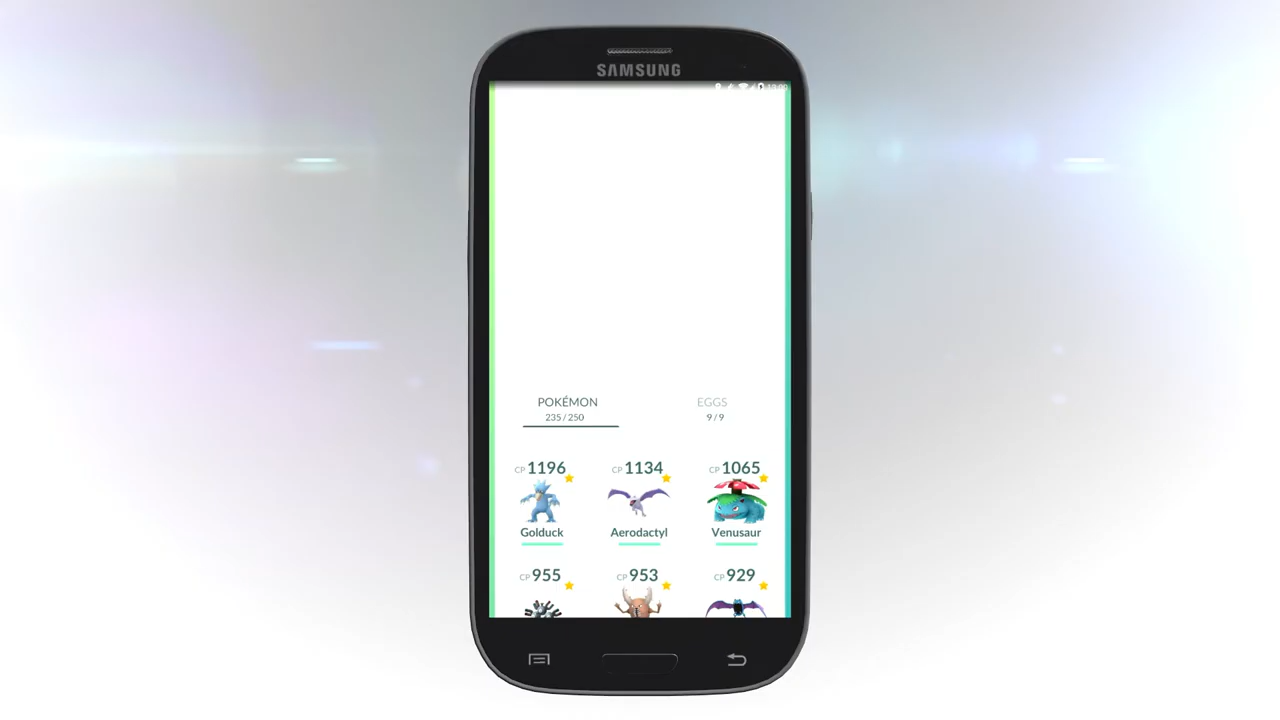 SAMSUNG
POKÉMON EGGS
235 / 250 9 / 9
CP 1196 CP 1134 CP 1065
Golduck Aerodactyl Venusaur
CP 955 CP 953 CP 929